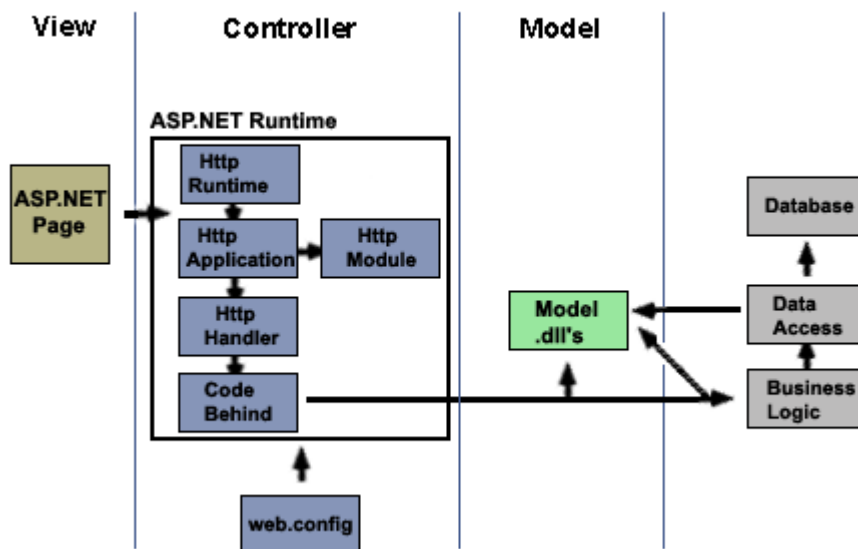 View
Controller
Model
ASP.NET Runtime
ASP.NET
Page
Http
Runtime
Http
Application
Http
Module
Http
Handler
Code
Behind
web.config
Model
.dll's
Database
Data
Access
Business
Logic